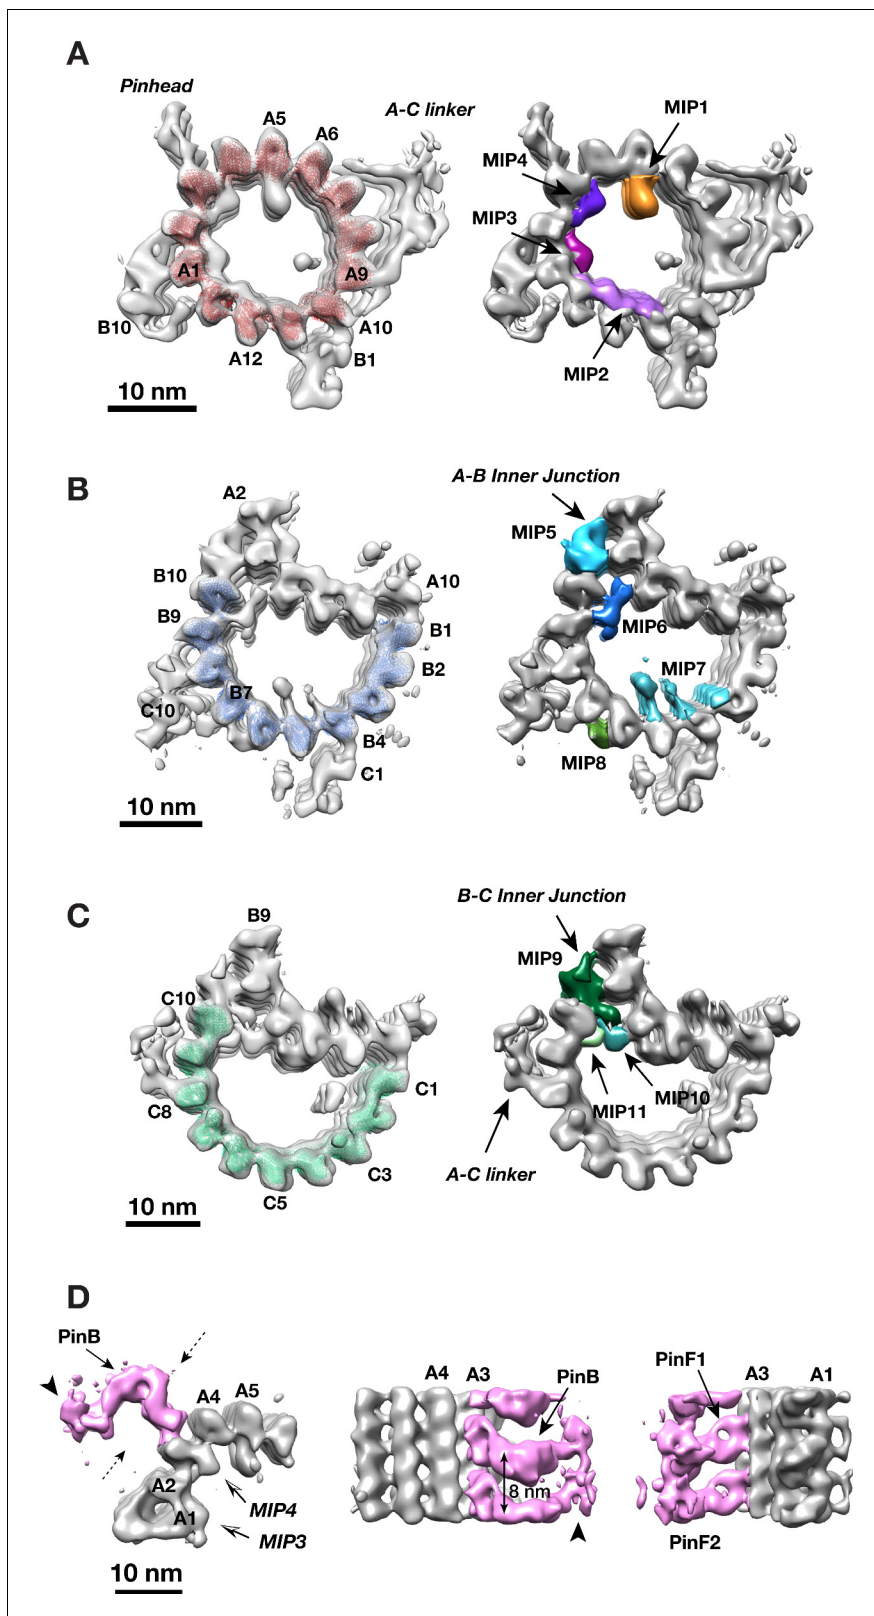 A
Pinhead
A5
A6
A-C linker
MIP1
MIP4
MIP3
A1
A9
B10
A12
A10
B1
MIP2
10 nm
B
A2
A-B Inner Junction
MIP5
B10
A10
B9
B1
MIP6
B2
MIP7
B7
C10
B4
MIP8
C1
10 nm
C
B9
B-C Inner Junction
MIP9
C10
C8
C1
MIP10
MIP11
C3
C5
A-C linker
10 nm
D
PinB
A4
A5
A2
A1
MIP4
MIP3
10 nm
A4
A3
PinB
8 nm
PinF1
A3
A1
PinF2